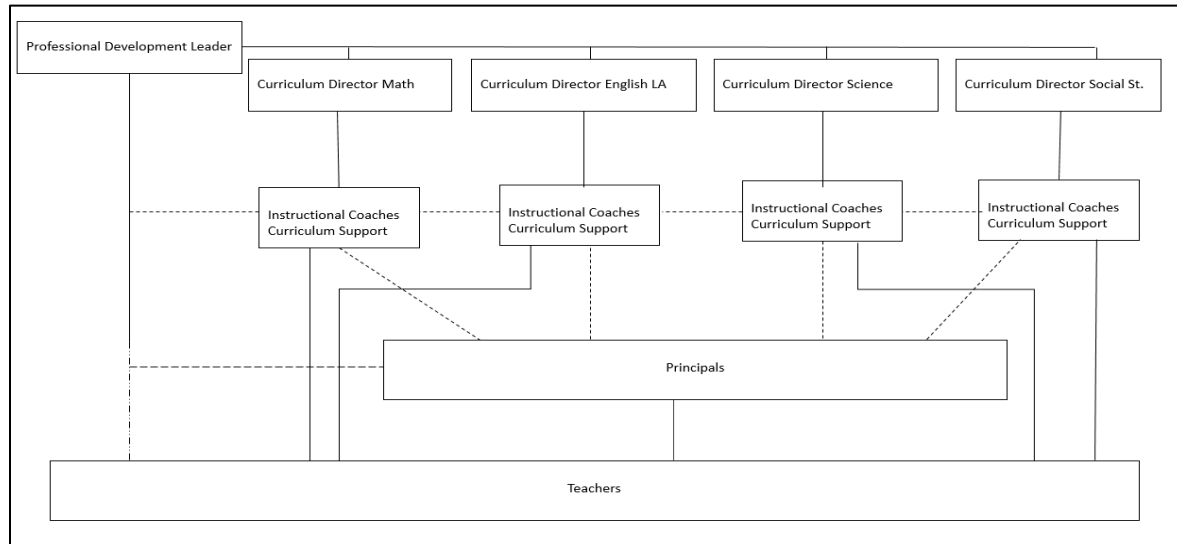 Professional Development Leader
Curriculum Director Math
Curriculum Director English LA
Curriculum Director Science
Curriculum Director Social St.
Instructional Coaches
Curriculum Support
Instructional Coaches
Curriculum Support
Instructional Coaches
Curriculum Support
Instructional Coaches
Curriculum Support
Principals
Teachers